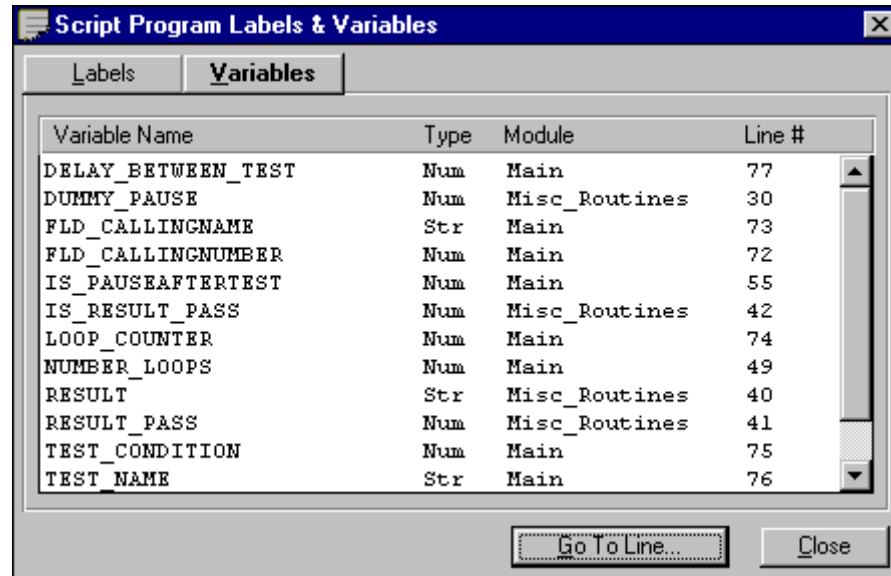 Script Program Labels & Variables
Labels Variables
Variable Name Type Module Line #
DELAY_BETWEEN_TEST Num Main 77
DUMMY_PAUSE Num Misc_Routines 30
FLD_CALLINGNAME Str Main 73
FLD_CALLINGNUMBER Num Main 72
IS_PAUSEAFTERTEST Num Main 55
IS_RESULT_PASS Num Misc_Routines 42
LOOP_COUNTER Num Main 74
NUMBER_LOOPS Num Main 49
RESULT Str Misc_Routines 40
RESULT_PASS Num Misc_Routines 41
TEST_CONDITION Num Main 75
TEST_NAME Str Main 76
Go To Line... Close